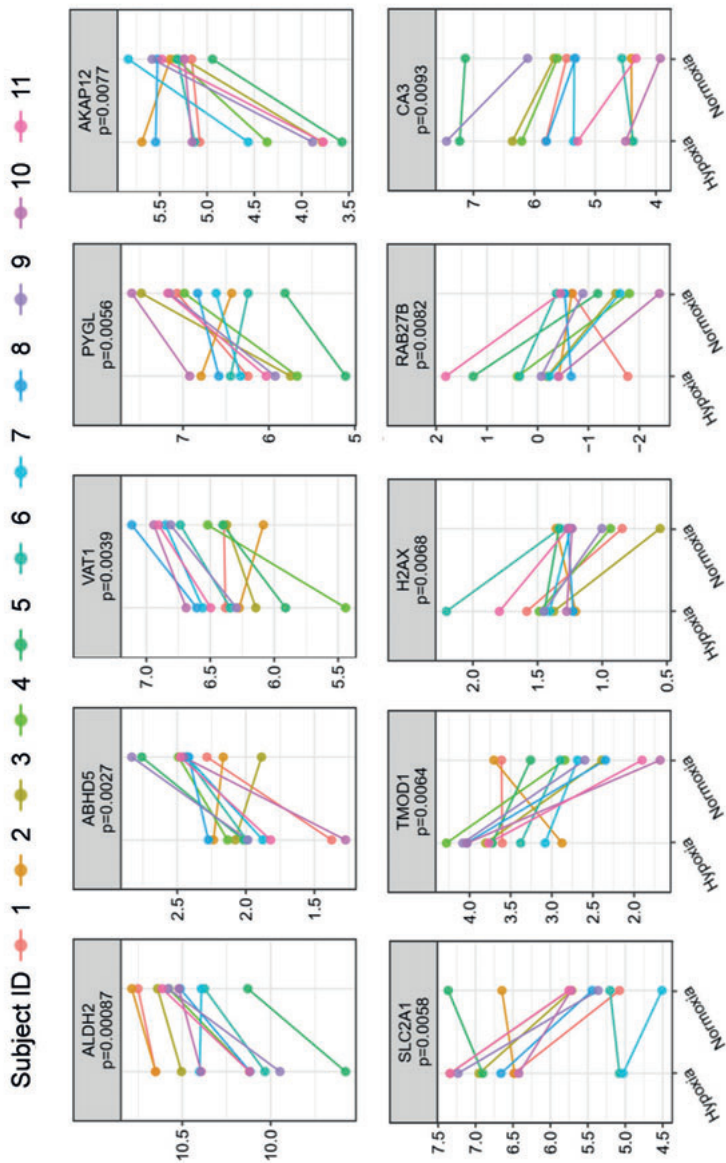 Subject ID 1 2 3 4 5 6 7 8 9 10 11
ALDH2
p=0.00087
10.5
10.0
ABHD5
p=0.0027
2.5
2.0
1.5
VAT1
p=0.0039
7.0
6.5
6.0
5.5
PYGL
p=0.0056
7
6
5
AKAP12
p=0.0077
5.5
5.0
4.5
4.0
3.5
SLC2A1
p=0.0058
7.5
7.0
6.5
6.0
5.5
5.0
4.5
Hypoxia
Normoxia
TMOD1
p=0.0064
4.0
3.5
3.0
2.5
2.0
Hypoxia
Normoxia
H2AX
p=0.0068
2.0
1.5
1.0
0.5
Hypoxia
Normoxia
RAB27B
p=0.0082
2
1
0
-1
-2
Hypoxia
Normoxia
CA3
p=0.0093
7
6
5
4
Hypoxia
Normoxia